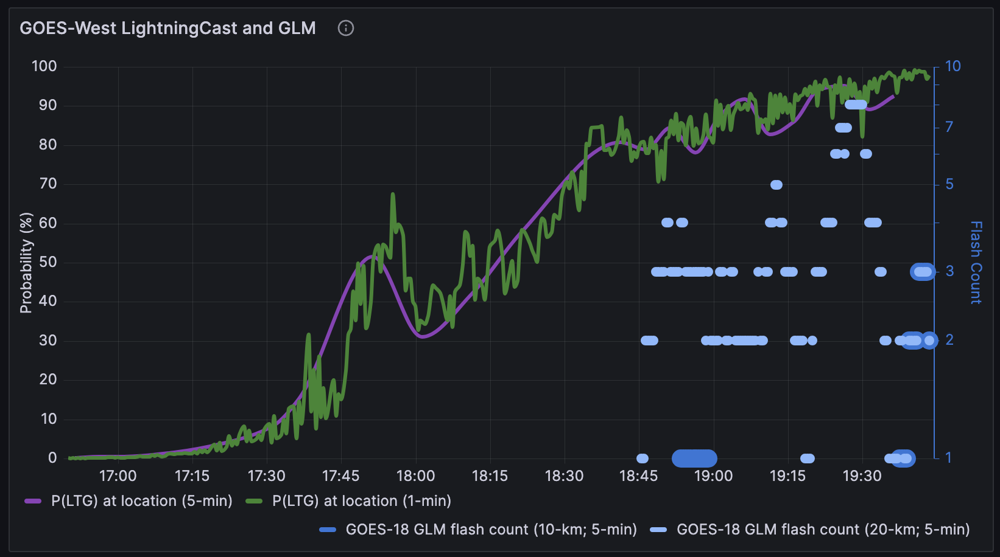 GOES-West LightningCast and GLM
100
90
80
70
60
50
40
30
20
10
0
Probability (%)
10
7
5
3
2
1
Flash Count
17:00 17:15 17:30 17:45 18:00 18:15 18:30 18:45 19:00 19:15 19:30
P(LTG) at location (5-min) P(LTG) at location (1-min)
GOES-18 GLM flash count (10-km; 5-min) GOES-18 GLM flash count (20-km; 5-min)